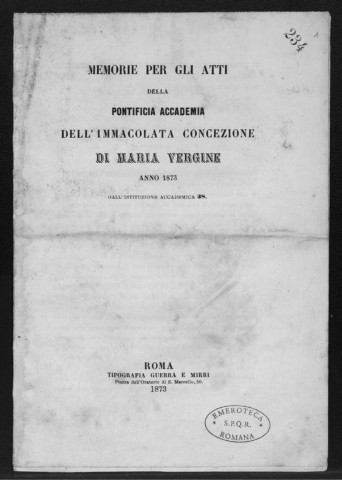 234
1
MEMORIE PER GLI ATTI
DELLA
PONTIFICIA ACCADEMIA
DELL'IMMACOLATA CONCEZIONE
DI MARIA VERGINE
ANNO 1873
DALL'ISTITUZIONE ACCADEMICA 38.
ROMA
TIPOGRAFIA GUERRA E MIRRI
Piazza dell'Oratorio di S. Marcello, 50.
1873
EMEROTECA
S.P.Q.R.
ROMANA